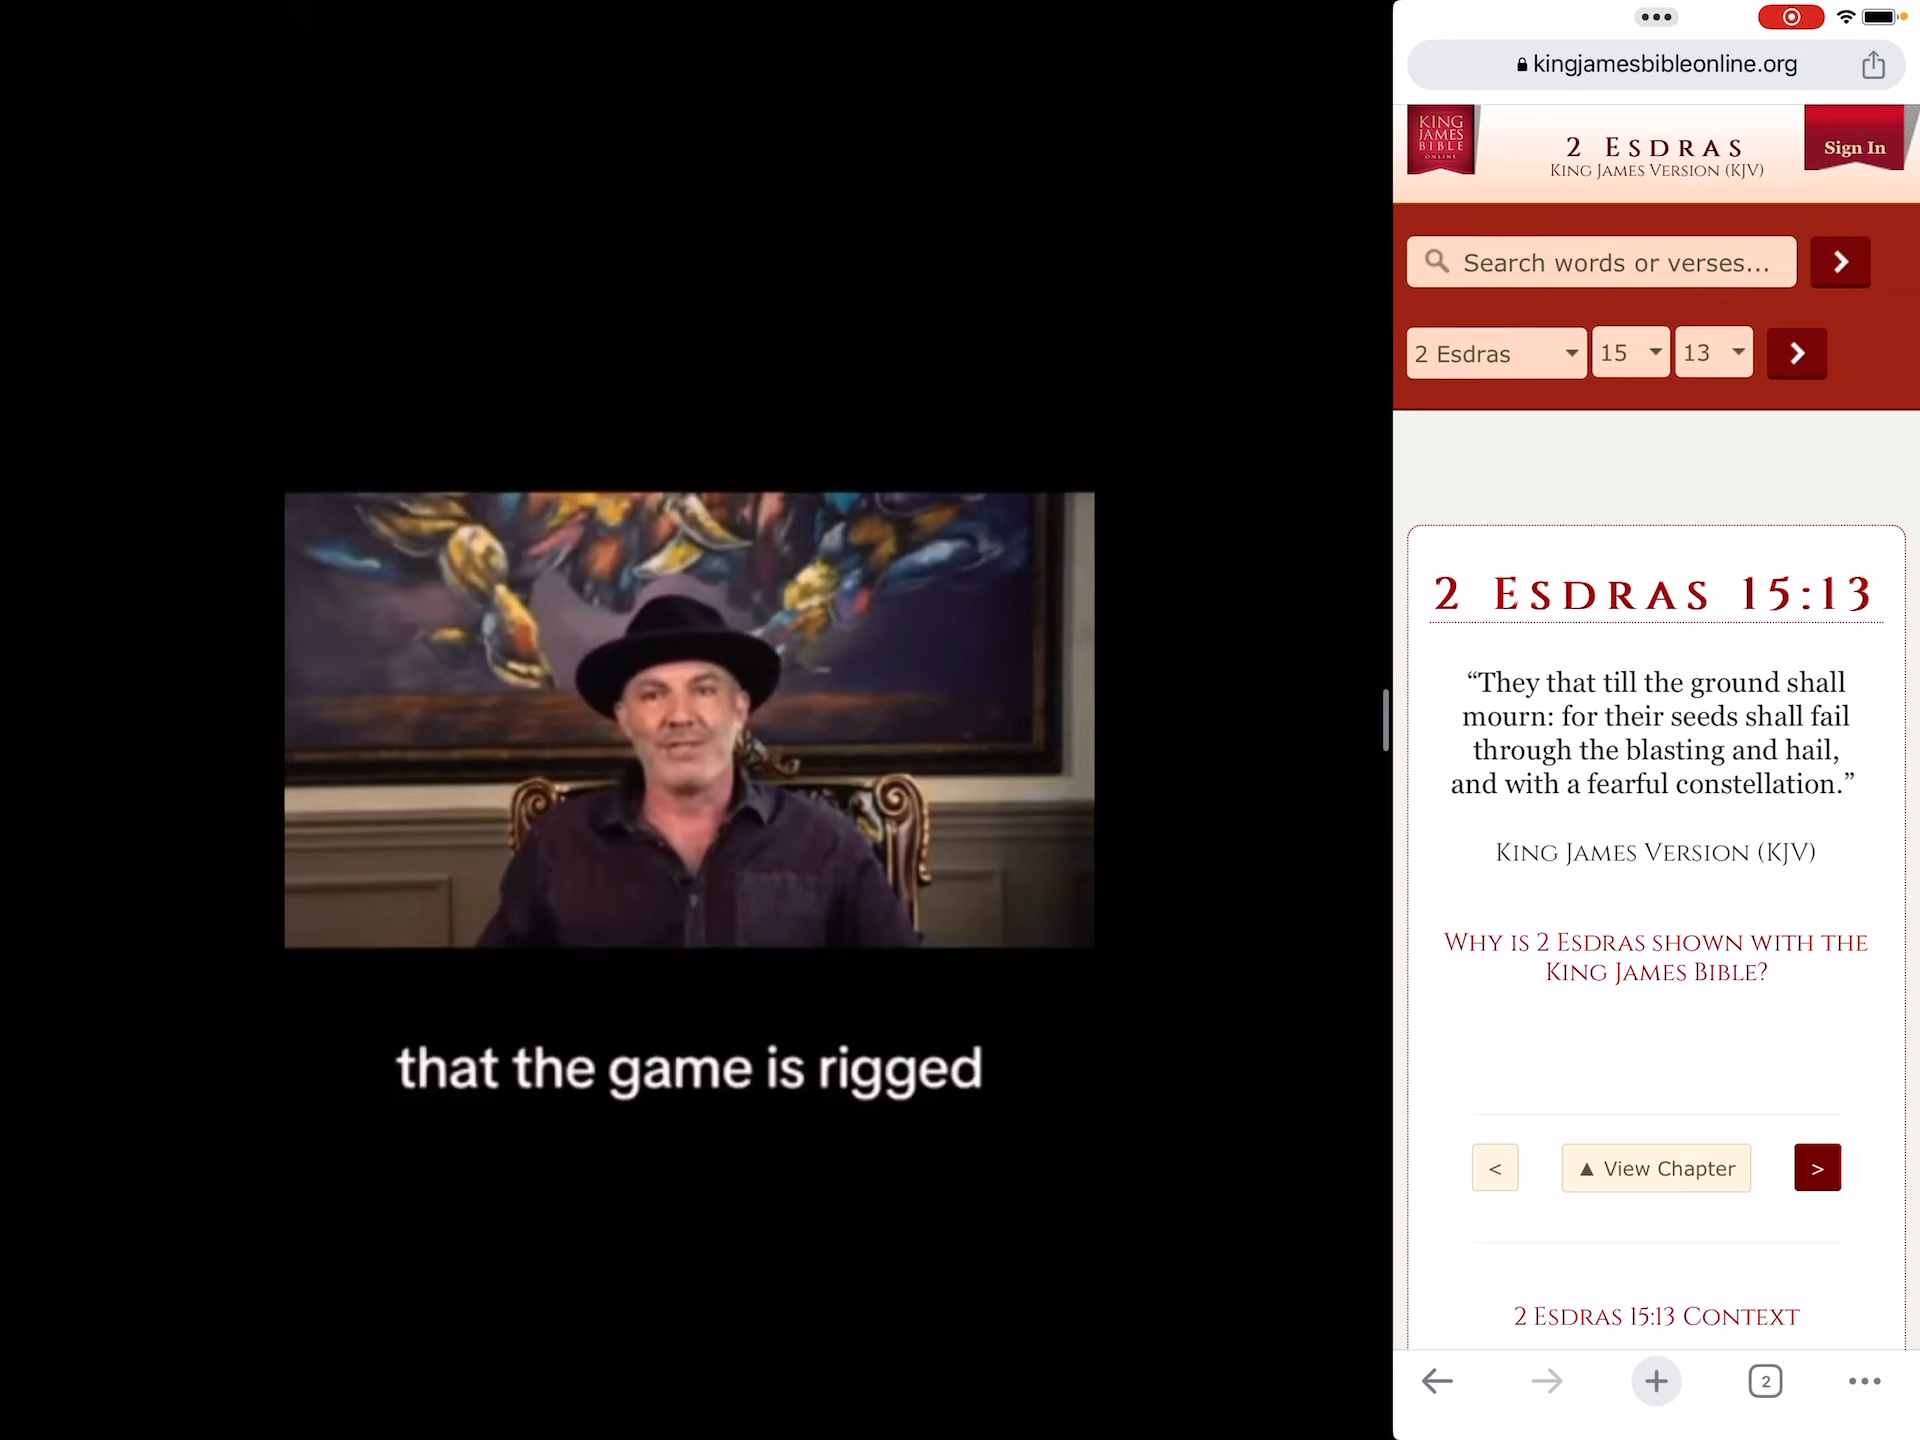 that the game is rigged
kingjamesbibleonline.org
KING
JAMES
BIBLE
ONLINE
2 ESDRAS
KING JAMES VERSION (KJV)
Sign In
Search words or verses...
2 Esdras 15 13
2 ESDRAS 15:13
“They that till the ground shall
mourn: for their seeds shall fail
through the blasting and hail,
and with a fearful constellation.”
KING JAMES VERSION (KJV)
WHY IS 2 ESDRAS SHOWN WITH THE
KING JAMES BIBLE?
< ▲ View Chapter >
2 ESDRAS 15:13 CONTEXT
2